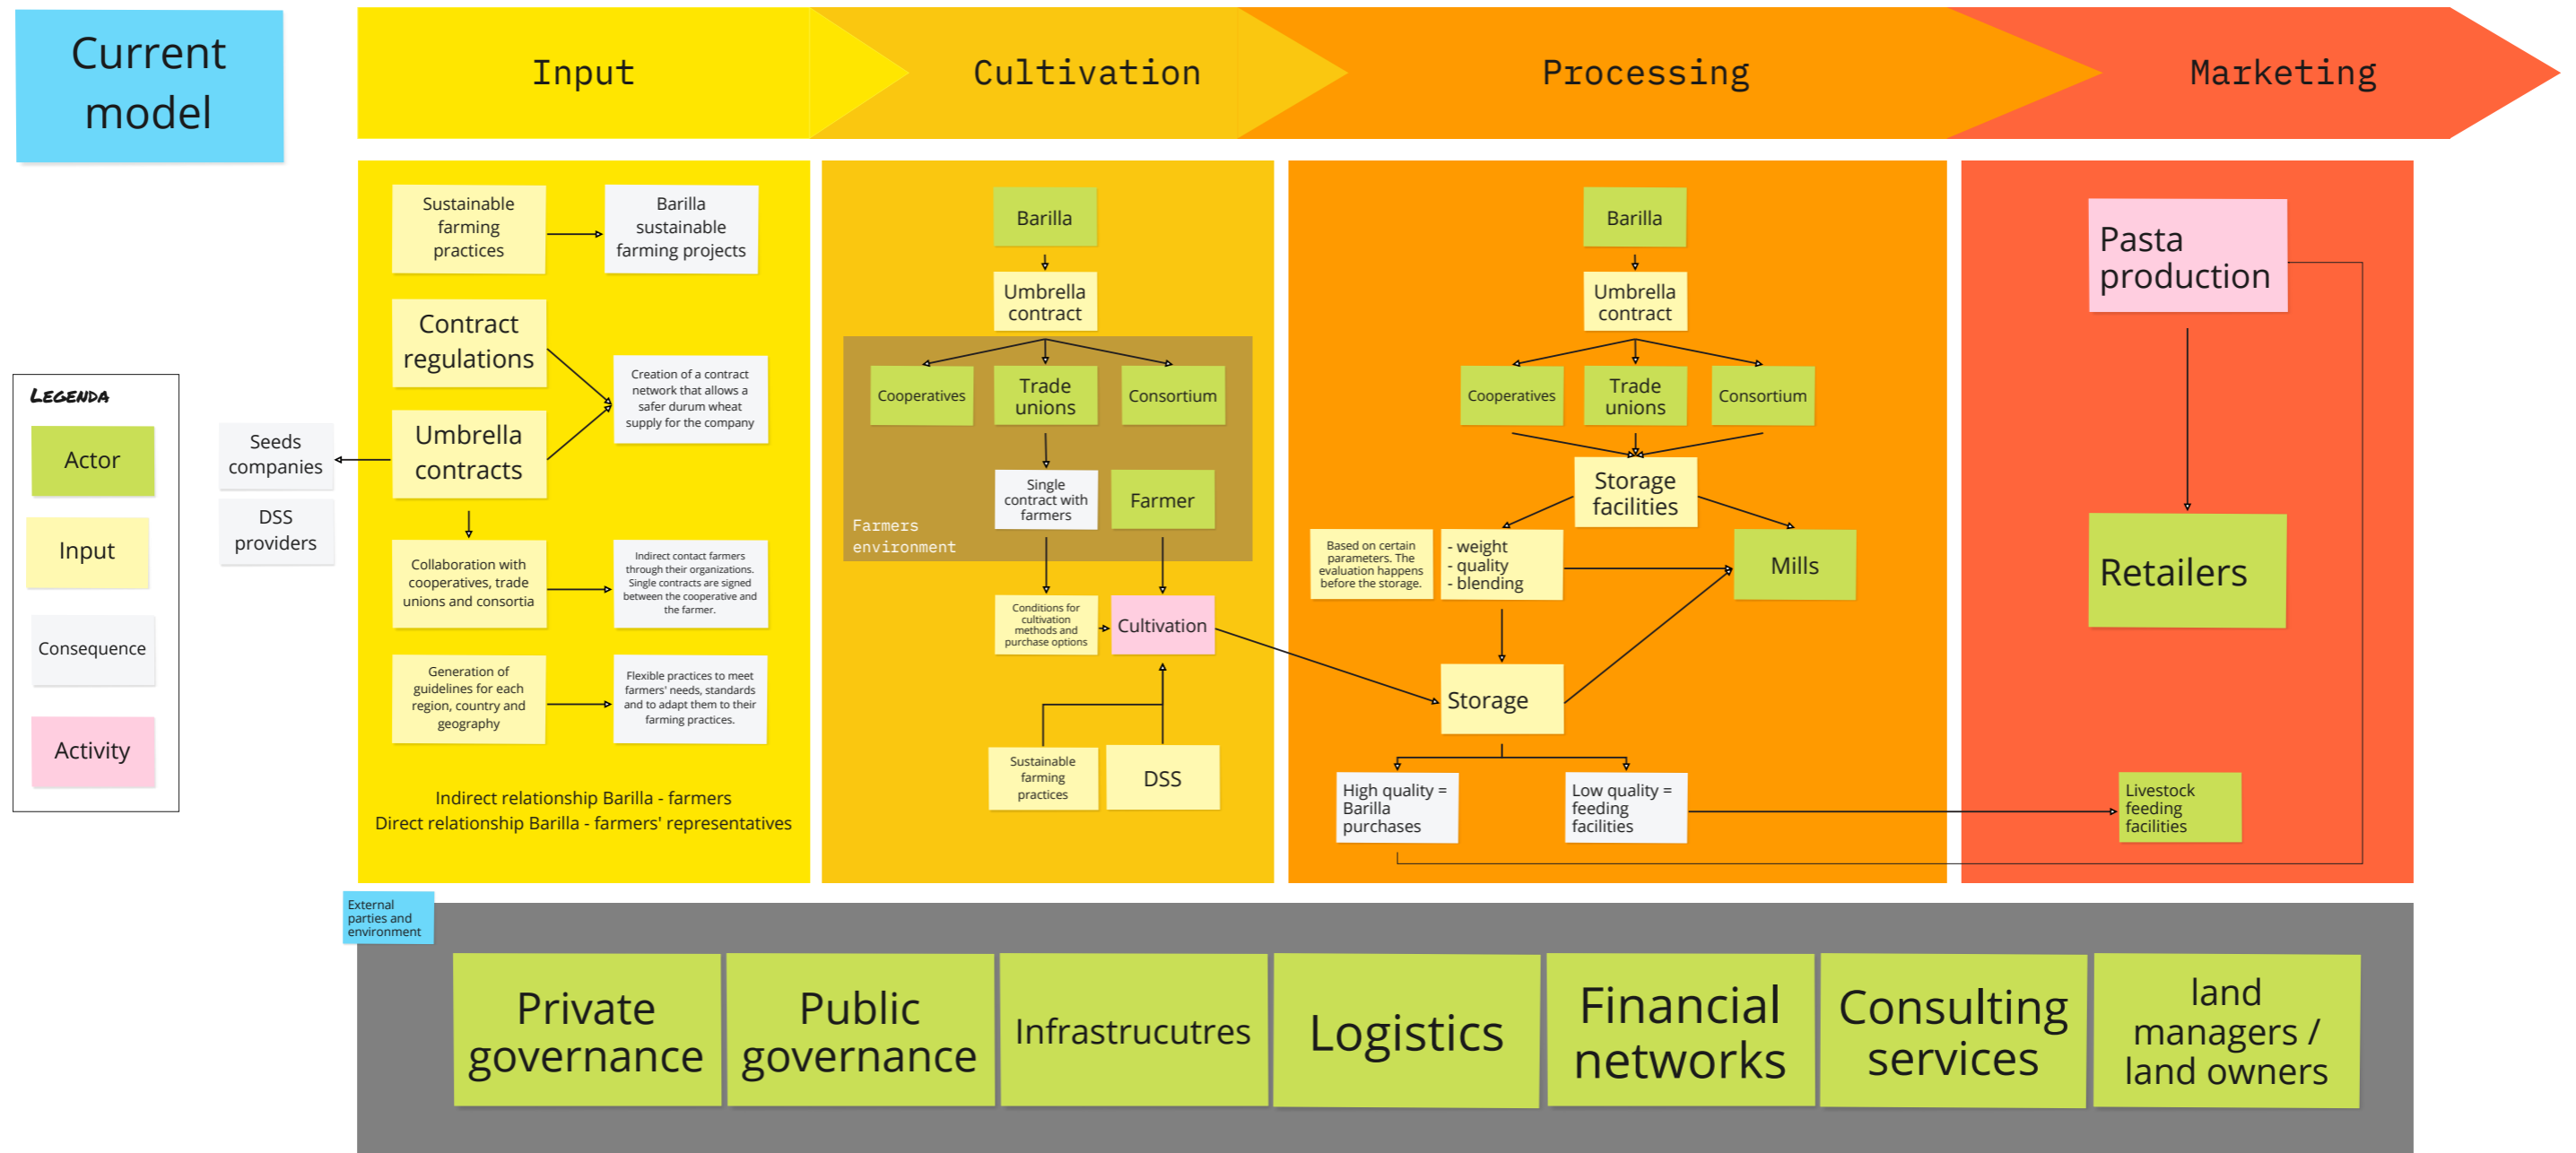 Current
model
Input
Cultivation
Processing
Marketing
LEGENDA
Actor
Input
Consequence
Activity
Seeds
companies
DSS
providers
Sustainable
farming
practices
Barilla
sustainable
farming projects
Contract
regulations
Umbrella
contracts
Creation of a contract
network that allows a
safer durum wheat
supply for the company
Collaboration with
cooperatives, trade
unions and consortia
Indirect contact farmers
through their organizations.
Single contracts are signed
between the cooperative and
the farmer.
Generation of
guidelines for each
region, country and
geography
Flexible practices to meet
farmers' needs, standards
and to adapt them to their
farming practices.
Indirect relationship Barilla - farmers
Direct relationship Barilla - farmers' representatives
Barilla
Umbrella
contract
Cooperatives
Trade
unions
Consortium
Single
contract with
farmers
Farmer
Farmers
environment
Conditions for
cultivation
methods and
purchase options
Cultivation
Sustainable
farming
practices
DSS
Barilla
Umbrella
contract
Cooperatives
Trade
unions
Consortium
Storage
facilities
Based on certain
parameters. The
evaluation happens
before the storage.
- weight
- quality
- blending
Mills
Storage
High quality =
Barilla
purchases
Low quality =
feeding
facilities
Pasta
production
Retailers
Livestock
feeding
facilities
External
parties and
environment
Private
governance
Public
governance
Infrastrucutres
Logistics
Financial
networks
Consulting
services
land
managers /
land owners